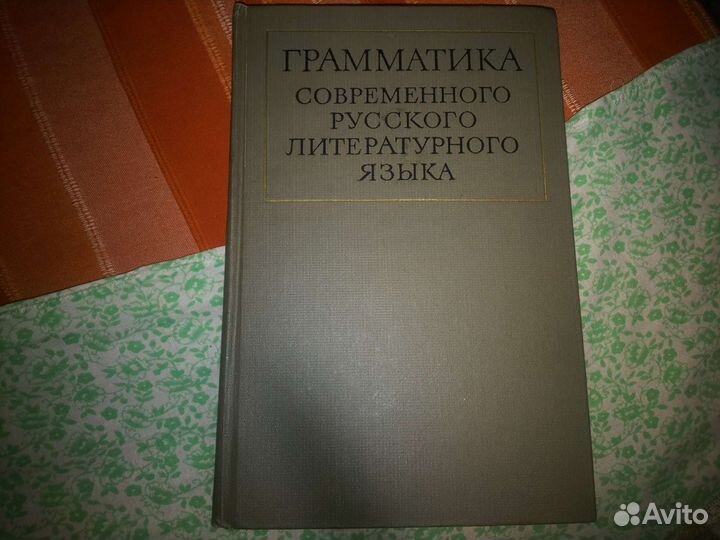 ГРАММАТИКА
СОВРЕМЕННОГО
РУССКОГО
ЛИТЕРАТУРНОГО
ЯЗЫКА
Avito